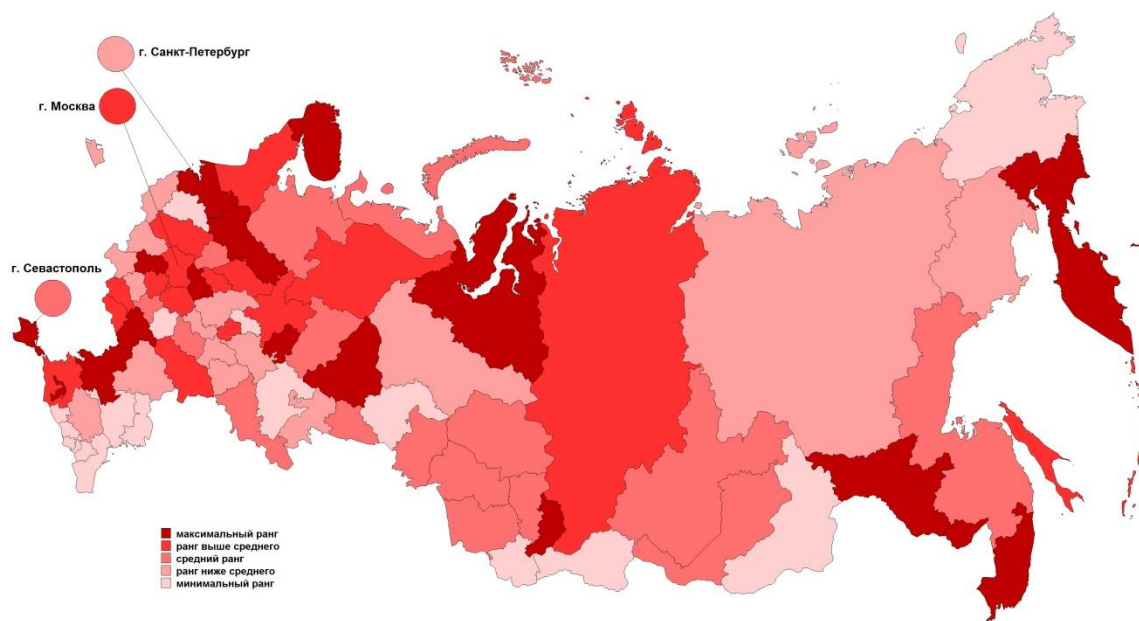 г. Санкт-Петербург
г. Москва
г. Севастополь
максимальный ранг
ранг выше среднего
средний ранг
ранг ниже среднего
минимальный ранг